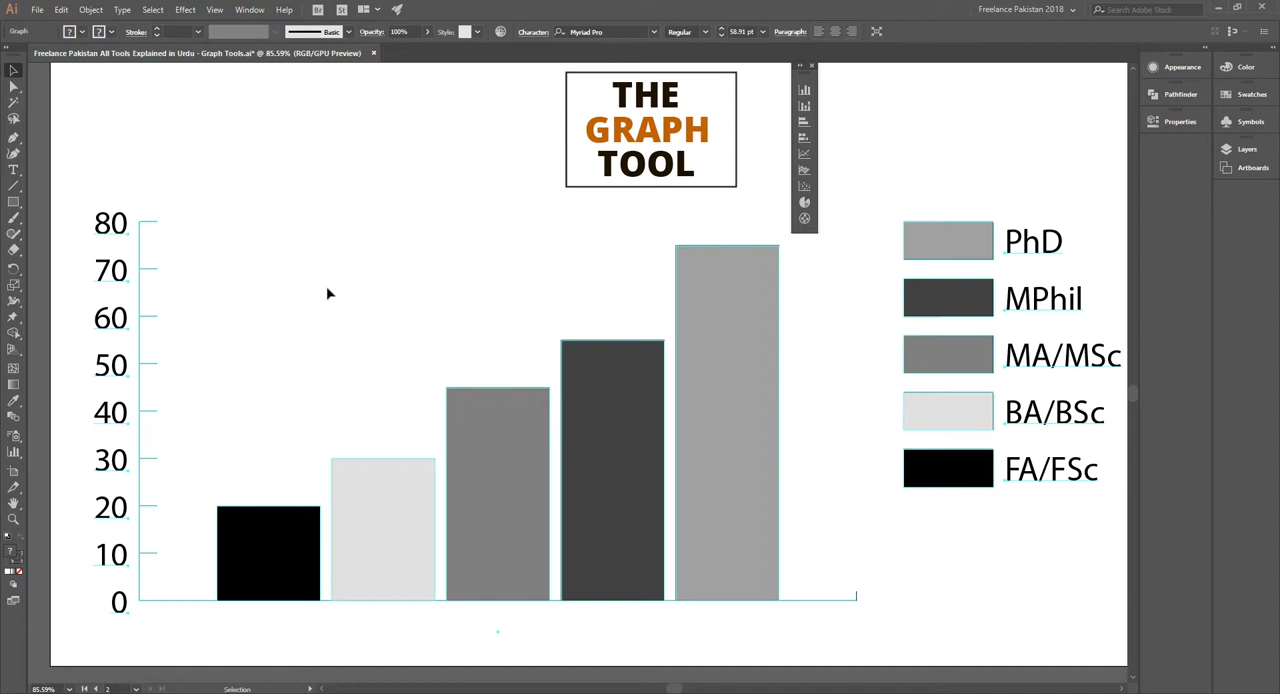 Ai File Edit Object Type Select Effect View Window Help Br St Freelance Pakistan 2018 Search Adobe Stock
Graph ? ? Stroke: Basic Opacity: 100% Character: Myriad Pro Regular 58.91 pt Paragraph:
Freelance Pakistan All Tools Explained in Urdu - Graph Tools.ai* @ 85.59% (RGB/GPU Preview)
Appearance
Pathfinder
Properties
Color
Swatches
Symbols
Layers
Artboards
THE
GRAPH
TOOL
80
70
60
50
40
30
20
10
0
PhD
MPhil
MA/MSc
BA/BSc
FA/FSc
85.59% 2 Selection